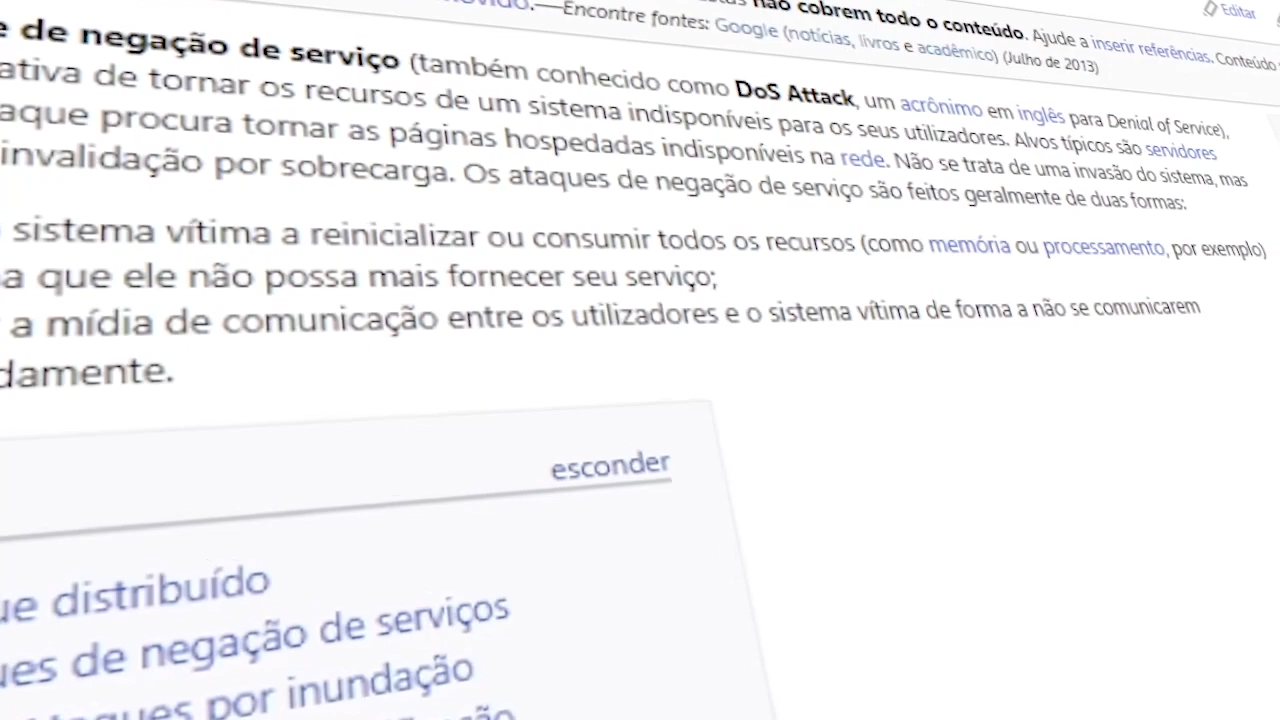 não cobrem todo o conteúdo. Ajude a inserir referências. Conteúdo
Editar
.—Encontre fontes: Google (notícias, livros e acadêmico) (Julho de 2013)
de negação de serviço (também conhecido como DoS Attack, um acrônimo em inglês para Denial of Service),
ativa de tornar os recursos de um sistema indisponíveis para os seus utilizadores. Alvos típicos são servidores
aque procura tornar as páginas hospedadas indisponíveis na rede. Não se trata de uma invasão do sistema, mas
invalidação por sobrecarga. Os ataques de negação de serviço são feitos geralmente de duas formas:
sistema vítima a reinicializar ou consumir todos os recursos (como memória ou processamento, por exemplo)
a que ele não possa mais fornecer seu serviço;
a mídia de comunicação entre os utilizadores e o sistema vítima de forma a não se comunicarem
damente.
esconder
ue distribuído
ues de negação de serviços
aques por inundação